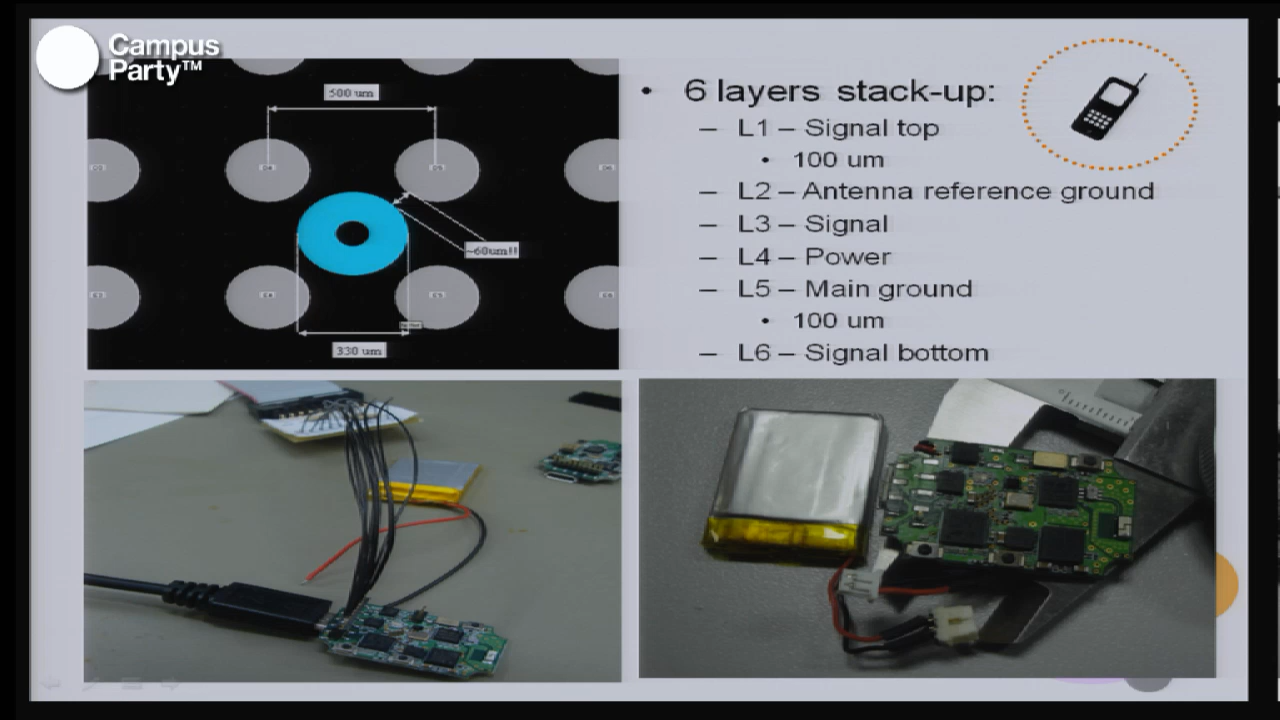 Campus
Party™
500 um
~60um!!
330 um
• 6 layers stack-up:
– L1 – Signal top
• 100 um
– L2 – Antenna reference ground
– L3 – Signal
– L4 – Power
– L5 – Main ground
• 100 um
– L6 – Signal bottom